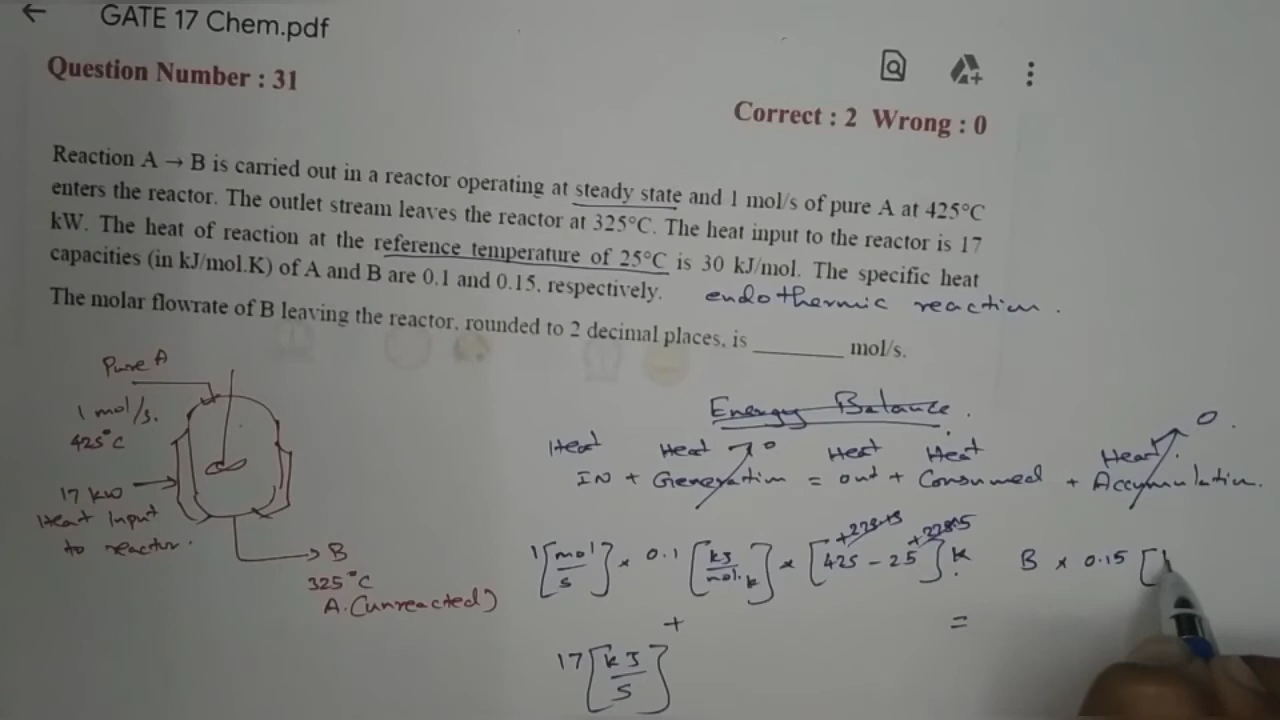 GATE 17 Chem.pdf
Question Number : 31
Correct : 2 Wrong : 0
Reaction A → B is carried out in a reactor operating at steady state and 1 mol/s of pure A at 425°C
enters the reactor. The outlet stream leaves the reactor at 325°C. The heat input to the reactor is 17
kW. The heat of reaction at the reference temperature of 25°C is 30 kJ/mol. The specific heat
capacities (in kJ/mol.K) of A and B are 0.1 and 0.15, respectively.
endothermic reaction.
The molar flowrate of B leaving the reactor, rounded to 2 decimal places, is ________ mol/s.
Pure A
1 mol/s.
425°C
17 kW
Heat Input
to reactor.
B
325°C
A.(unreacted)
Energy Balance.
Heat Heat 0 Heat Heat Heat. 0.
IN + Generation = out + Consumed + Accumulation.
1 [mol/s] * 0.1 [kJ/mol.K] * [425 - 25] K. B * 0.15 [
+ =
17 [kJ/s]